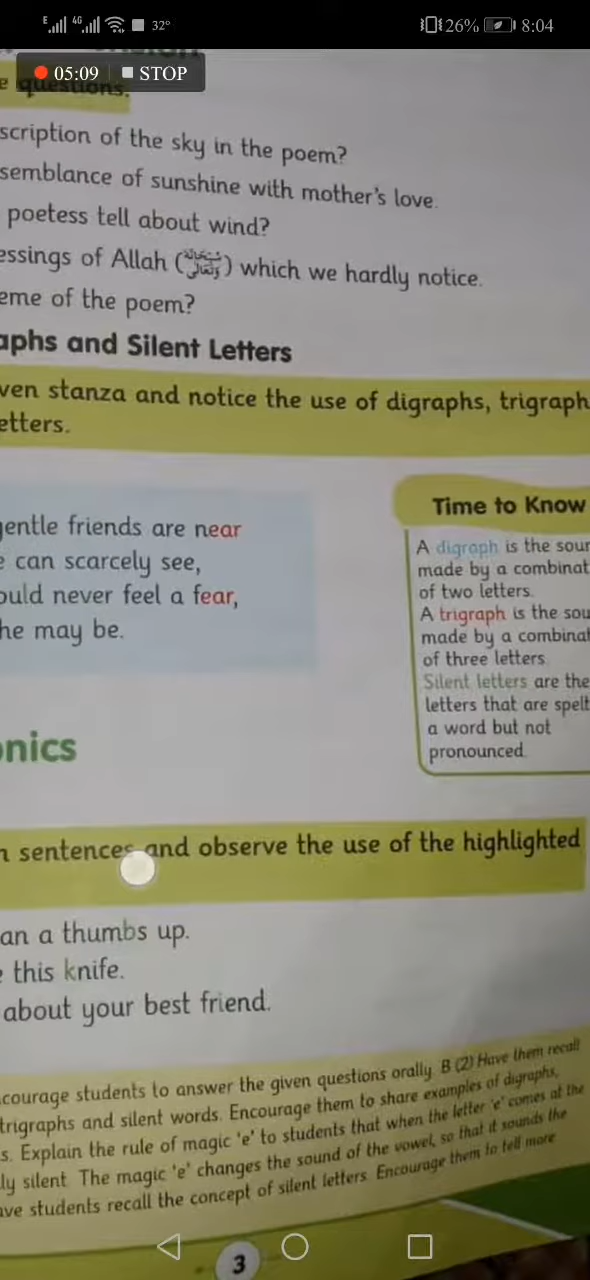 32° 26% 8:04
05:09 STOP
e questions.
scription of the sky in the poem?
semblance of sunshine with mother's love.
poetess tell about wind?
essings of Allah (سبحانه وتعالى) which we hardly notice.
eme of the poem?
aphs and Silent Letters
ven stanza and notice the use of digraphs, trigraph
etters.
gentle friends are near
e can scarcely see,
ould never feel a fear,
he may be.
Time to Know
A digraph is the sour
made by a combinat
of two letters.
A trigraph is the sou
made by a combinat
of three letters
Silent letters are the
letters that are spelt
a word but not
pronounced.
onics
n sentences and observe the use of the highlighted
an a thumbs up.
e this knife.
about your best friend.
courage students to answer the given questions orally. B (2) Have them recall
trigraphs and silent words. Encourage them to share examples of digraphs,
s. Explain the rule of magic 'e' to students that when the letter 'e' comes at the
ly silent. The magic 'e' changes the sound of the vowel, so that it sounds the
ave students recall the concept of silent letters. Encourage them to tell more
3